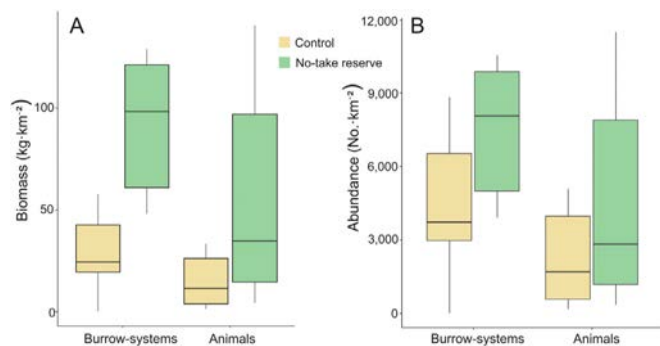 A
Control
No-take reserve
Biomass (kg·km⁻²)
100
50
0
Burrow-systems
Animals
B
Abundance (No.·km⁻²)
12,000
9,000
6,000
3,000
0
Burrow-systems
Animals